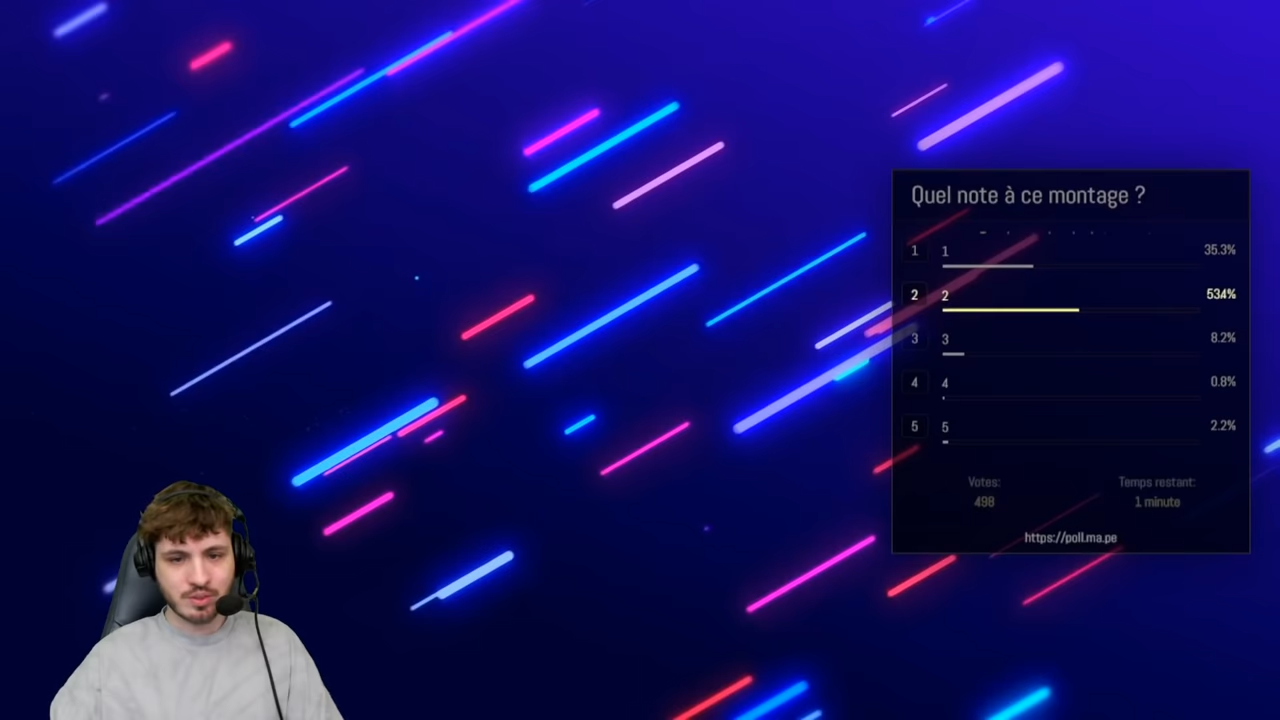 Quel note à ce montage ?
1 1 35.3%
2 2 53.4%
3 3 8.2%
4 4 0.8%
5 5 2.2%
Votes: Temps restant:
498 1 minute
https://poll.ma.pe